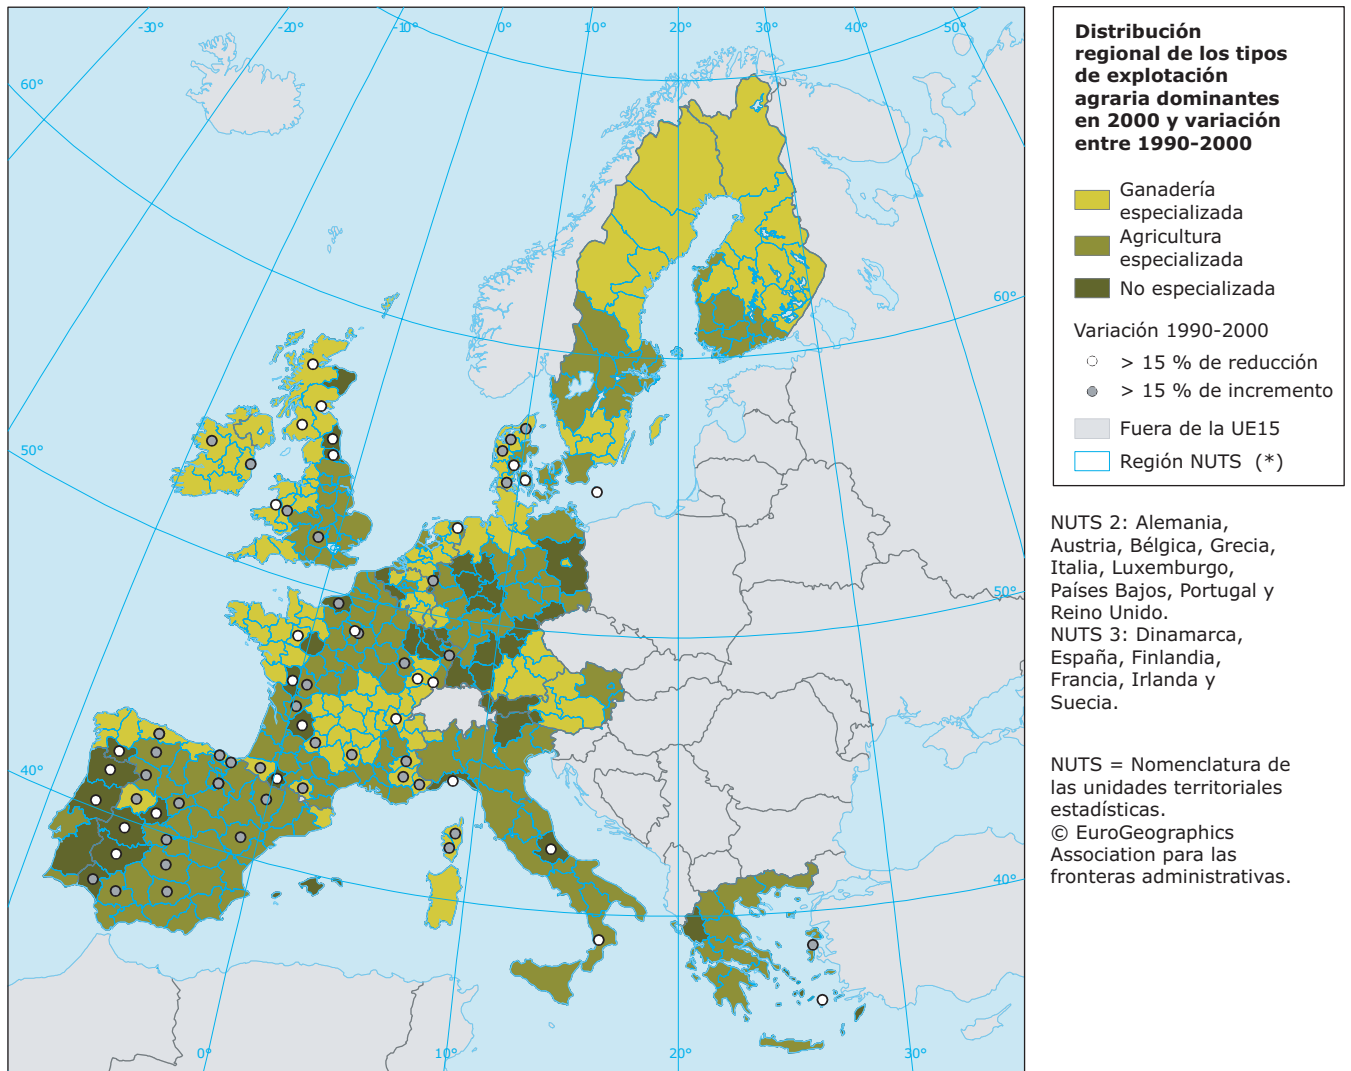 -30°
-20°
-10°
0°
10°
20°
30°
40°
50°
60°
60°
50°
50°
40°
40°
0°
10°
20°
30°
Distribución
regional de los tipos
de explotación
agraria dominantes
en 2000 y variación
entre 1990-2000
Ganadería
especializada
Agricultura
especializada
No especializada
Variación 1990-2000
> 15 % de reducción
> 15 % de incremento
Fuera de la UE15
Región NUTS (*)
NUTS 2: Alemania,
Austria, Bélgica, Grecia,
Italia, Luxemburgo,
Países Bajos, Portugal y
Reino Unido.
NUTS 3: Dinamarca,
España, Finlandia,
Francia, Irlanda y
Suecia.
NUTS = Nomenclatura de
las unidades territoriales
estadísticas.
© EuroGeographics
Association para las
fronteras administrativas.